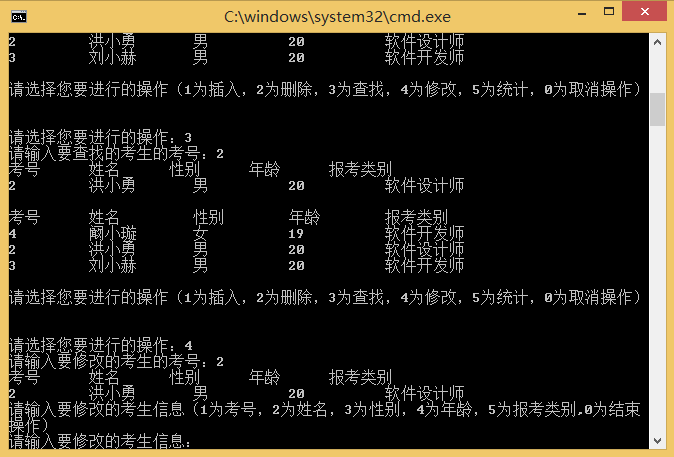 C:\windows\system32\cmd.exe
2 洪小勇 男 20 软件设计师
3 刘小赫 男 20 软件开发师
请选择您要进行的操作（1为插入，2为删除，3为查找，4为修改，5为统计，0为取消操作）
请选择您要进行的操作：3
请输入要查找的考生的考号：2
考号 姓名 性别 年龄 报考类别
2 洪小勇 男 20 软件设计师
考号 姓名 性别 年龄 报考类别
4 阚小璇 女 19 软件开发师
2 洪小勇 男 20 软件设计师
3 刘小赫 男 20 软件开发师
请选择您要进行的操作（1为插入，2为删除，3为查找，4为修改，5为统计，0为取消操作）
请选择您要进行的操作：4
请输入要修改的考生的考号：2
考号 姓名 性别 年龄 报考类别
2 洪小勇 男 20 软件设计师
请输入要修改的考生信息（1为考号，2为姓名，3为性别，4为年龄，5为报考类别,0为结束
操作）
请输入要修改的考生信息：